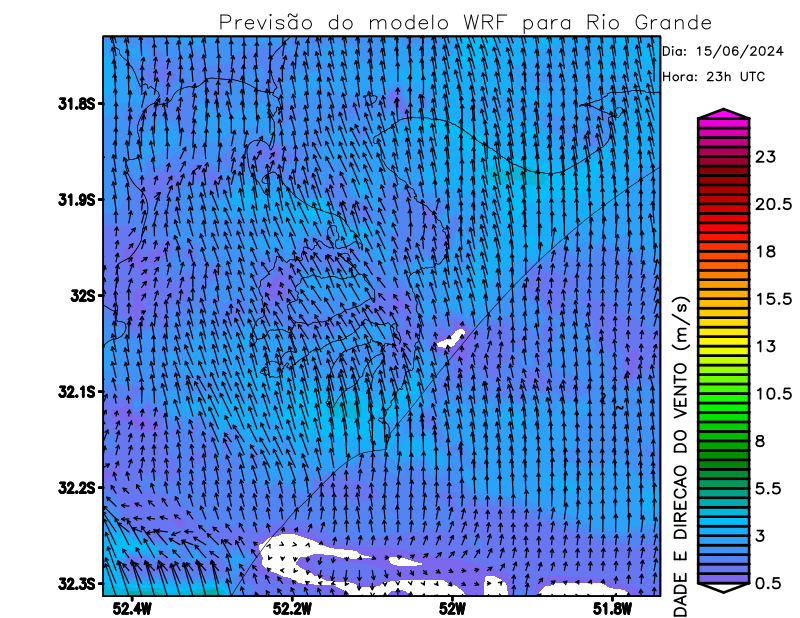 Previsão do modelo WRF para Rio Grande
Dia: 15/06/2024
Hora: 23h UTC
31.8S
31.9S
32S
32.1S
32.2S
32.3S
52.4W
52.2W
52W
51.8W
23
20.5
18
15.5
13
10.5
8
5.5
3
0.5
DADE E DIRECAO DO VENTO (m/s)